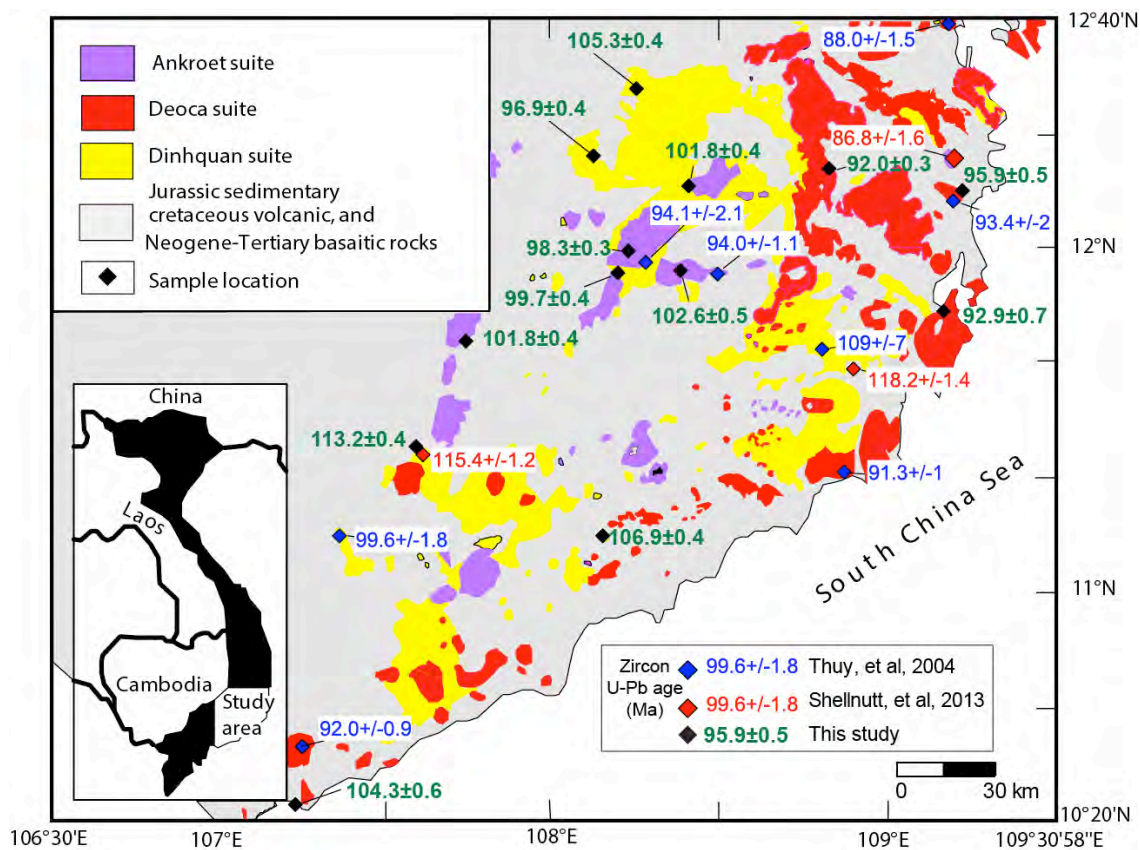 Ankroet suite
Deoca suite
Dinhquan suite
Jurassic sedimentary
cretaceous volcanic, and
Neogene-Tertiary basaitic rocks
Sample location
105.3±0.4
96.9±0.4
101.8±0.4
94.1+/-2.1
94.0+/-1.1
98.3±0.3
99.7±0.4
102.6±0.5
101.8±0.4
88.0+/-1.5
86.8+/-1.6
92.0±0.3
95.9±0.5
93.4+/-2
92.9±0.7
109+/-7
118.2+/-1.4
113.2±0.4
115.4+/-1.2
91.3+/-1
99.6+/-1.8
106.9±0.4
92.0+/-0.9
104.3±0.6
South China Sea
China
Laos
Cambodia
Study
area
Zircon
U-Pb age
(Ma)
99.6+/-1.8 Thuy, et al, 2004
99.6+/-1.8 Shellnutt, et al, 2013
95.9±0.5 This study
0 30 km
12°40'N
12°N
11°N
10°20'N
106°30'E
107°E
108°E
109°E
109°30'58''E